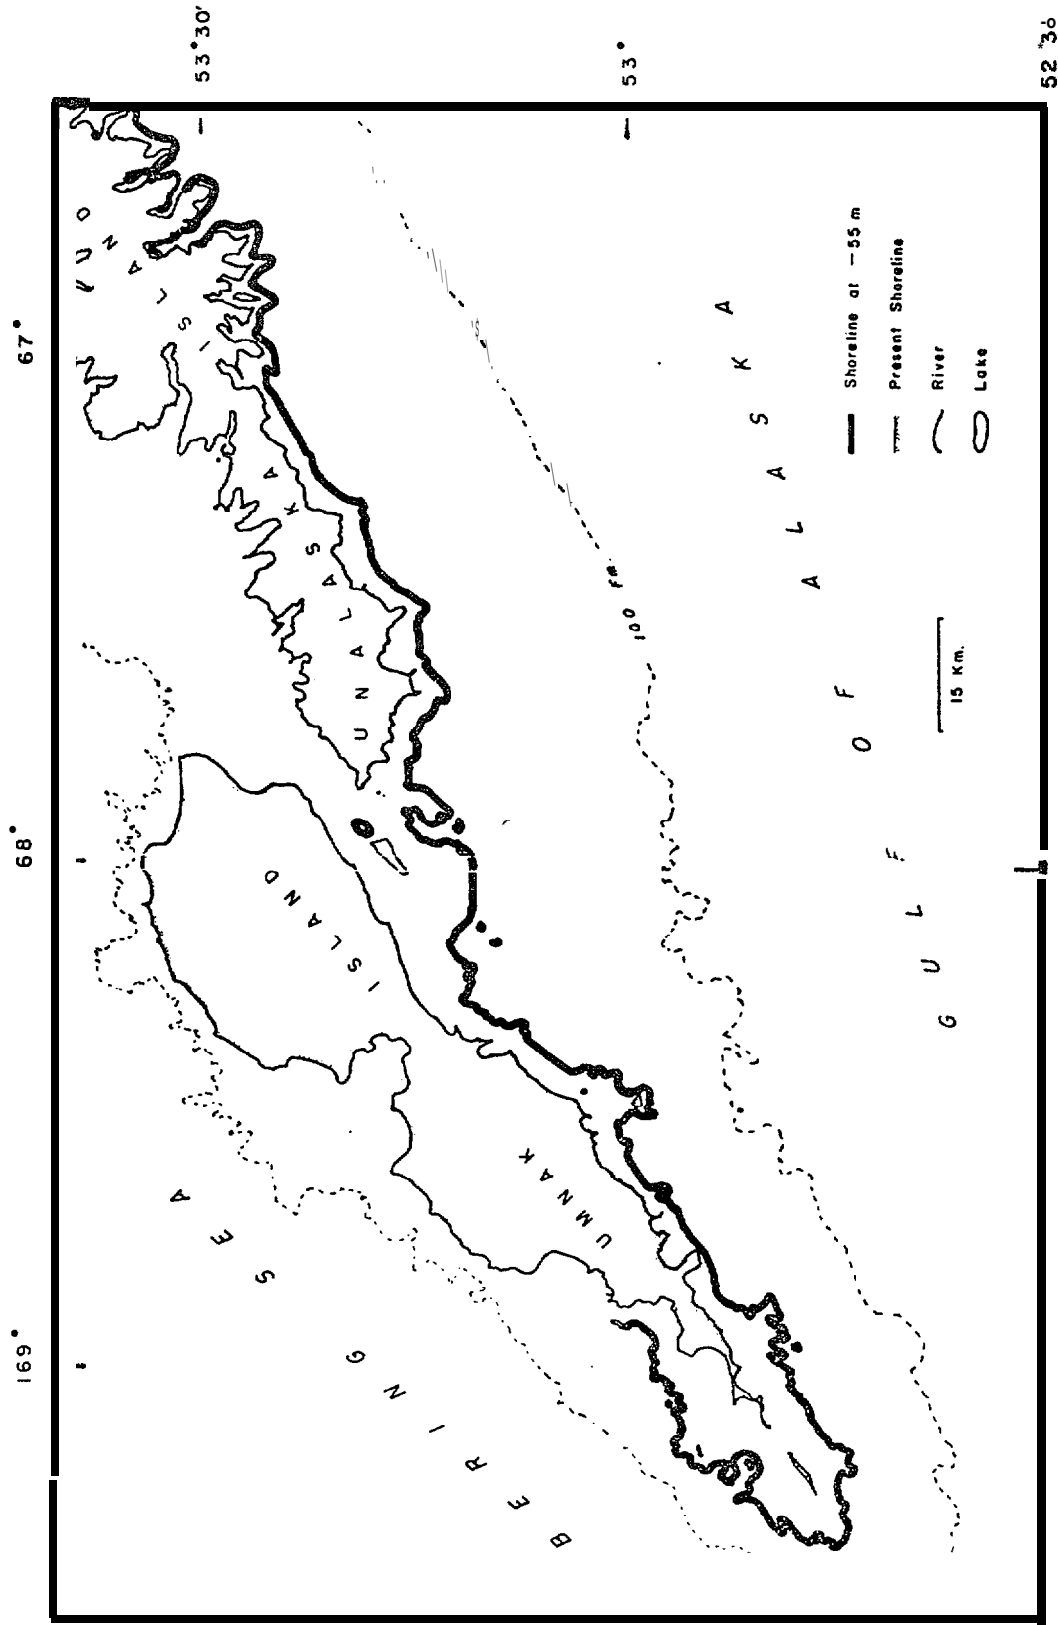 169°
68°
67°
53°30'
53°
52°30
BERING SEA
UMNAK ISLAND
UNALASKA ISLAND
100 FM.
GULF OF ALASKA
15 Km.
Shoreline at -55 m
Present Shoreline
River
Lake